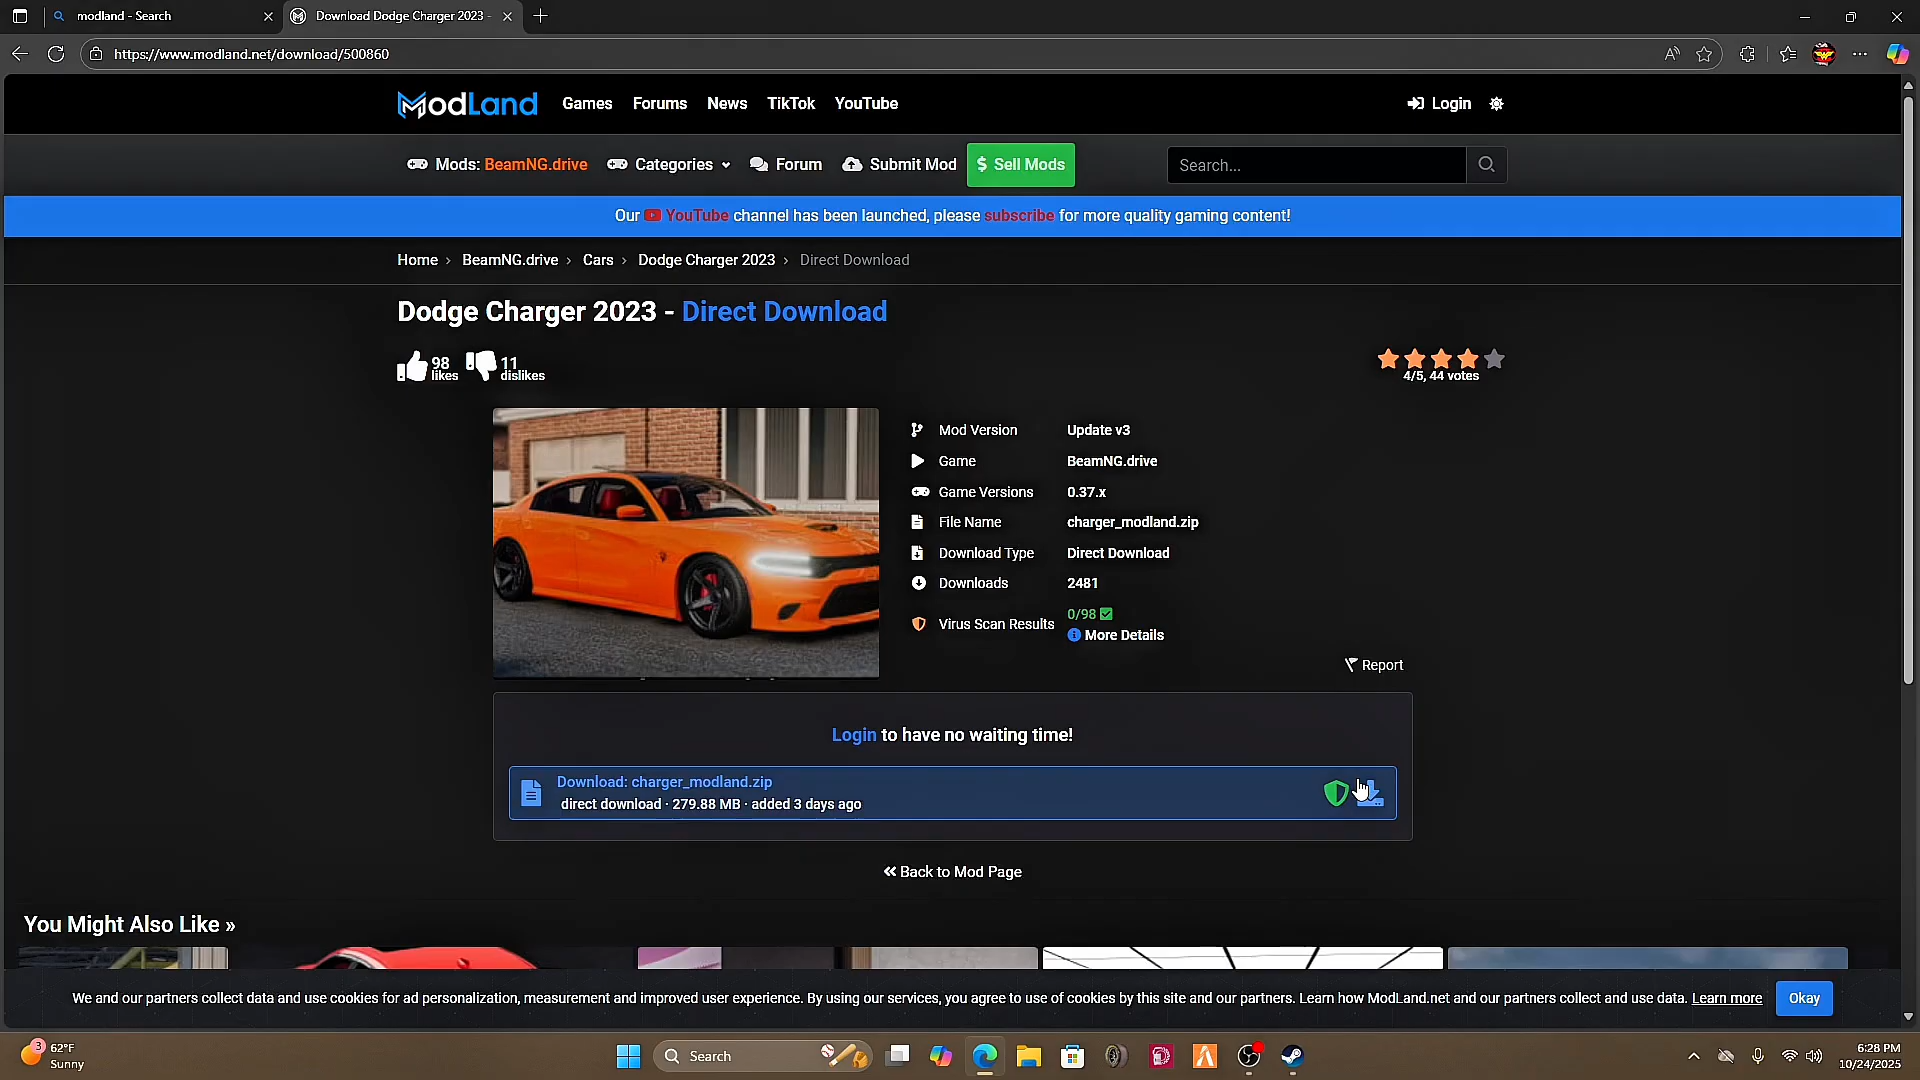 modland - Search
Download Dodge Charger 2023 -
https://www.modland.net/download/500860
ModLand
Games
Forums
News
TikTok
YouTube
Login
Mods: BeamNG.drive
Categories
Forum
Submit Mod
$ Sell Mods
Search...
Our YouTube channel has been launched, please subscribe for more quality gaming content!
Home › BeamNG.drive › Cars › Dodge Charger 2023 › Direct Download
Dodge Charger 2023 - Direct Download
98 likes
11 dislikes
4/5, 44 votes
Mod Version Update v3
Game BeamNG.drive
Game Versions 0.37.x
File Name charger_modland.zip
Download Type Direct Download
Downloads 2481
Virus Scan Results 0/98
More Details
Report
Login to have no waiting time!
Download: charger_modland.zip
direct download · 279.88 MB · added 3 days ago
« Back to Mod Page
You Might Also Like »
We and our partners collect data and use cookies for ad personalization, measurement and improved user experience. By using our services, you agree to use of cookies by this site and our partners. Learn how ModLand.net and our partners collect and use data. Learn more
Okay
3
62°F
Sunny
Search
6:28 PM
10/24/2025